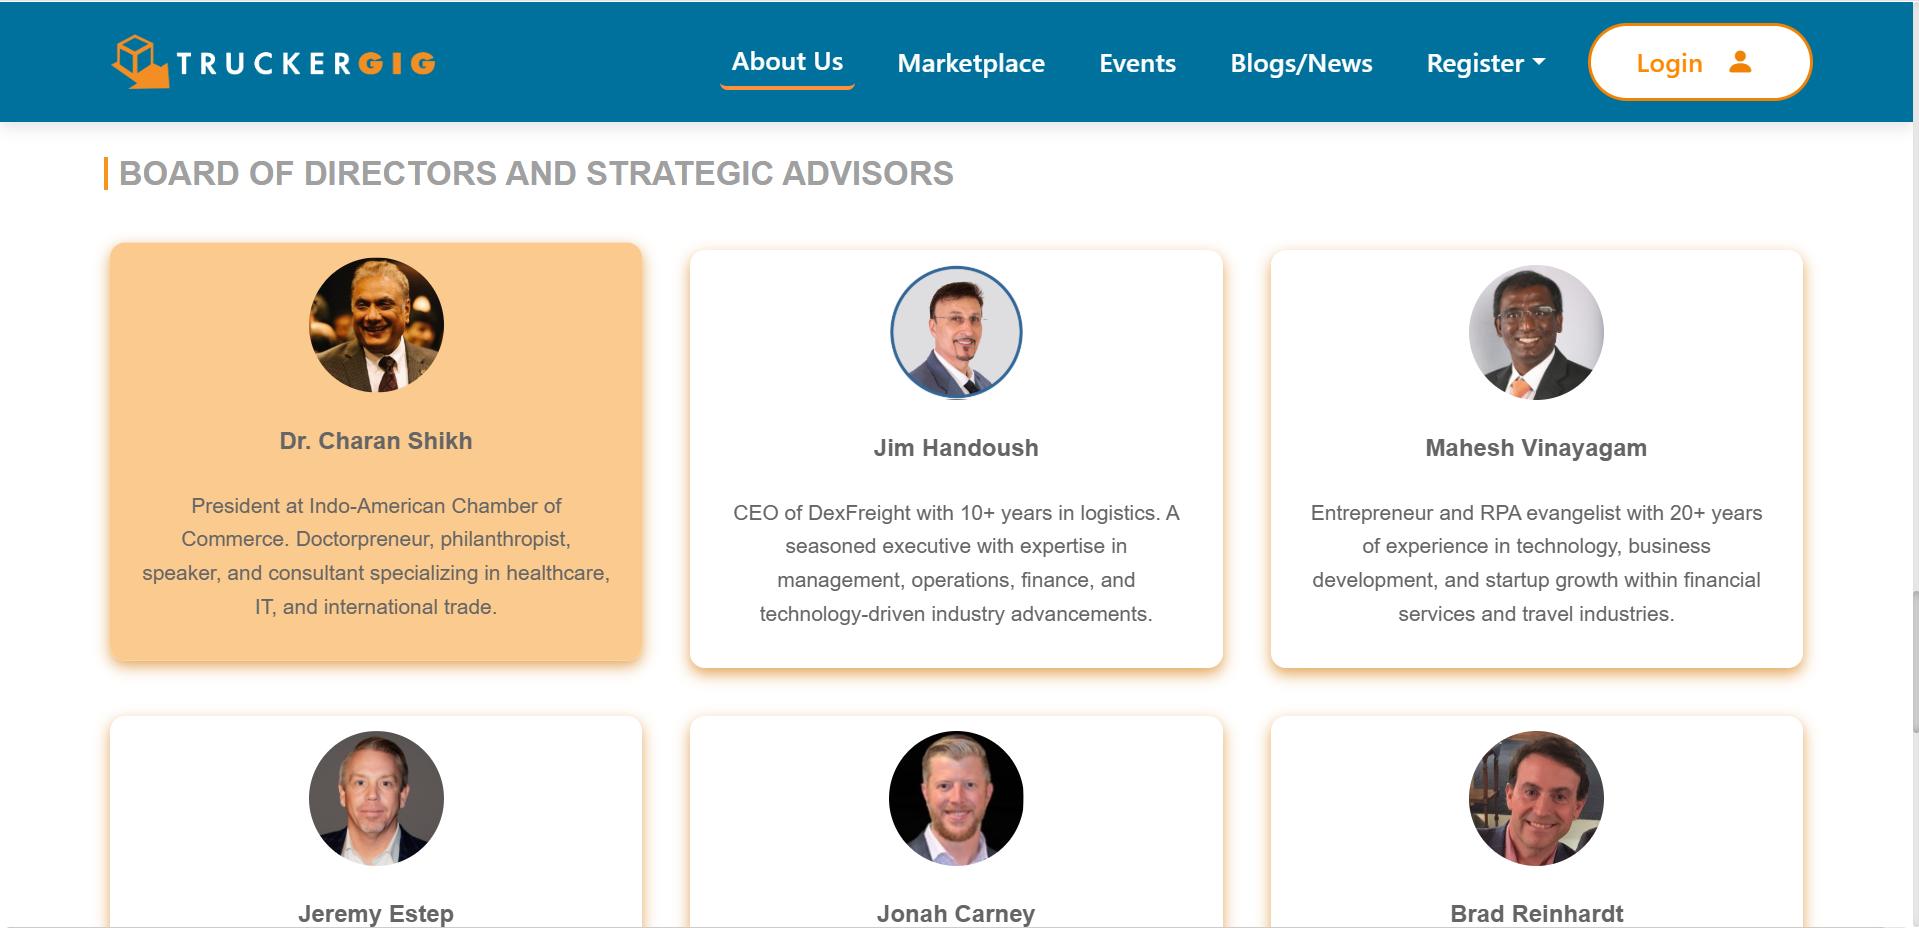 TRUCKERGIG
About Us
Marketplace
Events
Blogs/News
Register
Login
BOARD OF DIRECTORS AND STRATEGIC ADVISORS
Dr. Charan Shikh
President at Indo-American Chamber of
Commerce. Doctorpreneur, philanthropist,
speaker, and consultant specializing in healthcare,
IT, and international trade.
Jim Handoush
CEO of DexFreight with 10+ years in logistics. A
seasoned executive with expertise in
management, operations, finance, and
technology-driven industry advancements.
Mahesh Vinayagam
Entrepreneur and RPA evangelist with 20+ years
of experience in technology, business
development, and startup growth within financial
services and travel industries.
Jeremy Estep
Jonah Carney
Brad Reinhardt